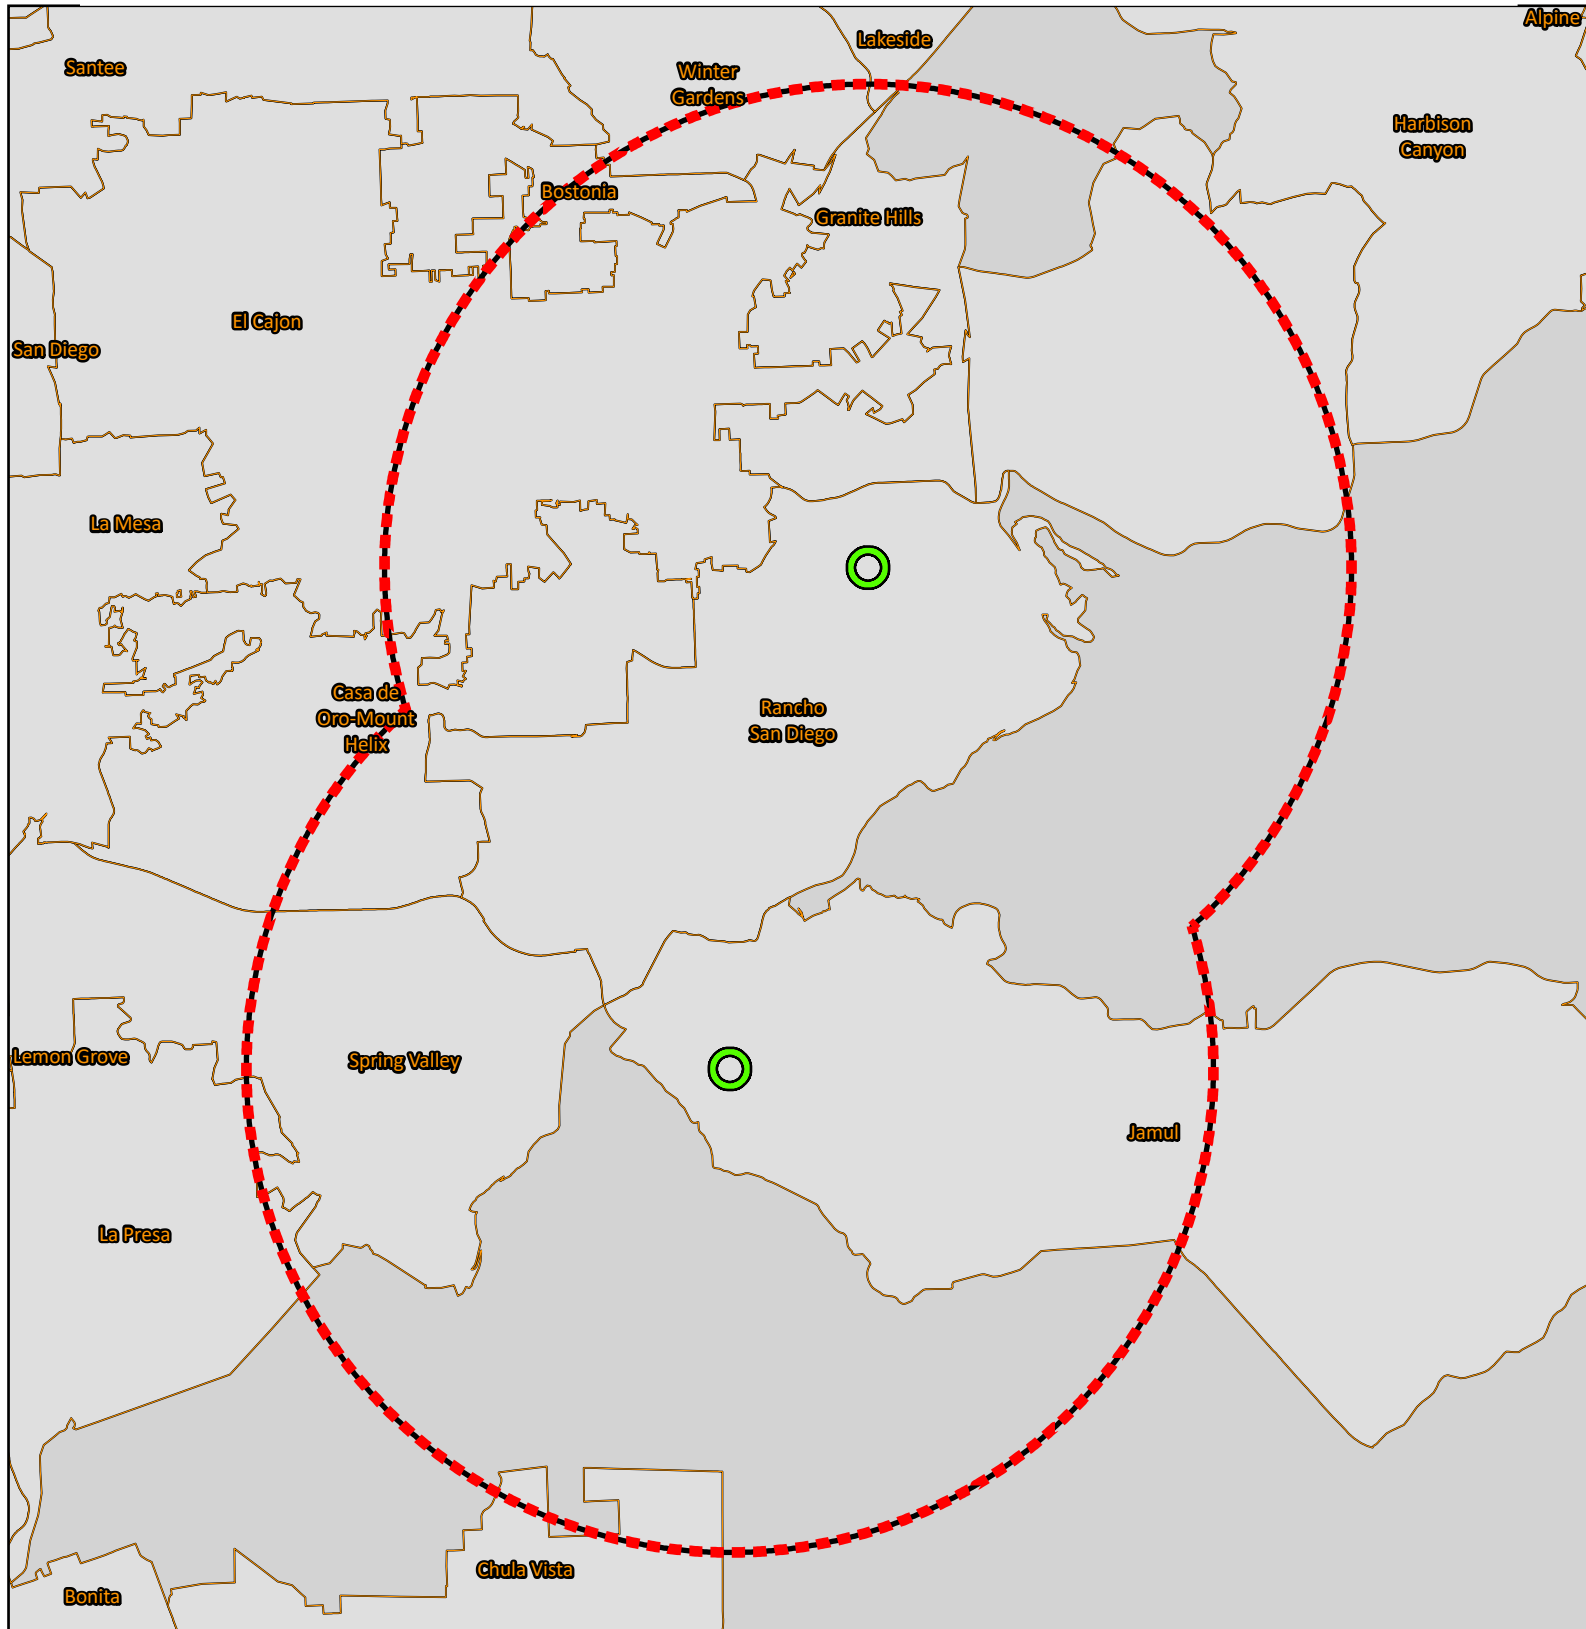 Alpine
Lakeside
Santee
Winter
Gardens
Harbison
Canyon
Bostonia
Granite Hills
El Cajon
San Diego
La Mesa
Casa de
Oro-Mount
Helix
Rancho
San Diego
Lemon Grove
Spring Valley
Jamul
La Presa
Chula Vista
Bonita